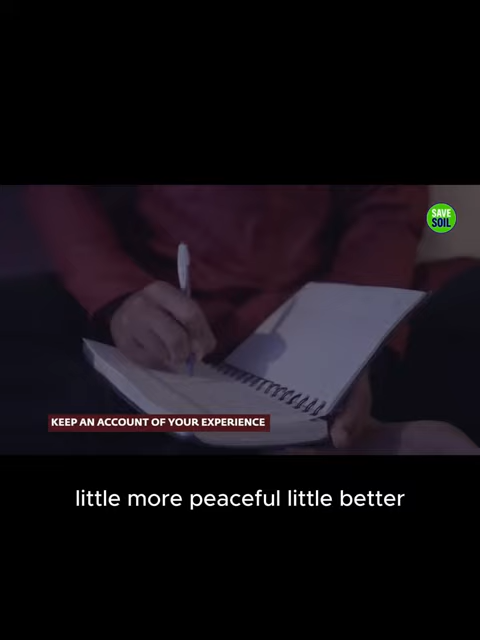 SAVE
SOIL
KEEP AN ACCOUNT OF YOUR EXPERIENCE
little more peaceful little better